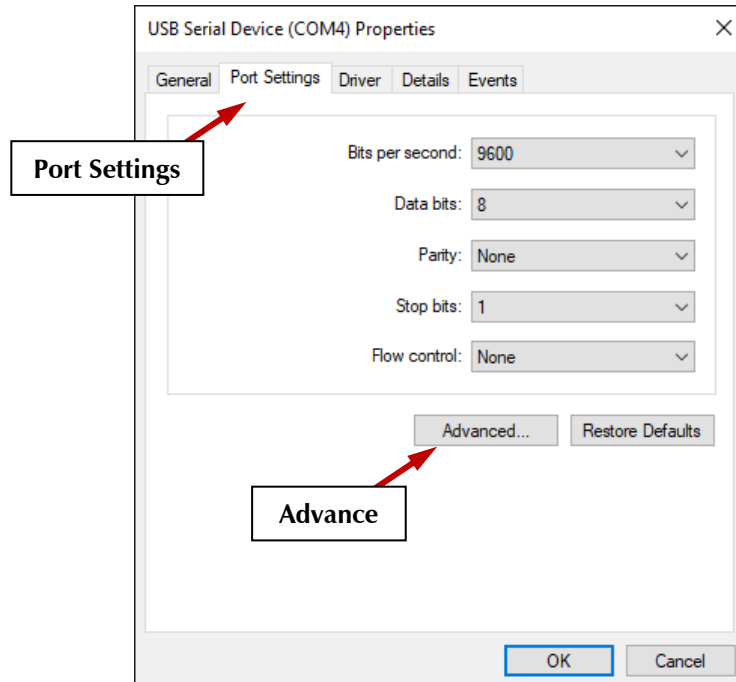 USB Serial Device (COM4) Properties
General Port Settings Driver Details Events
Port Settings
Bits per second: 9600
Data bits: 8
Parity: None
Stop bits: 1
Flow control: None
Advanced... Restore Defaults
Advance
OK Cancel